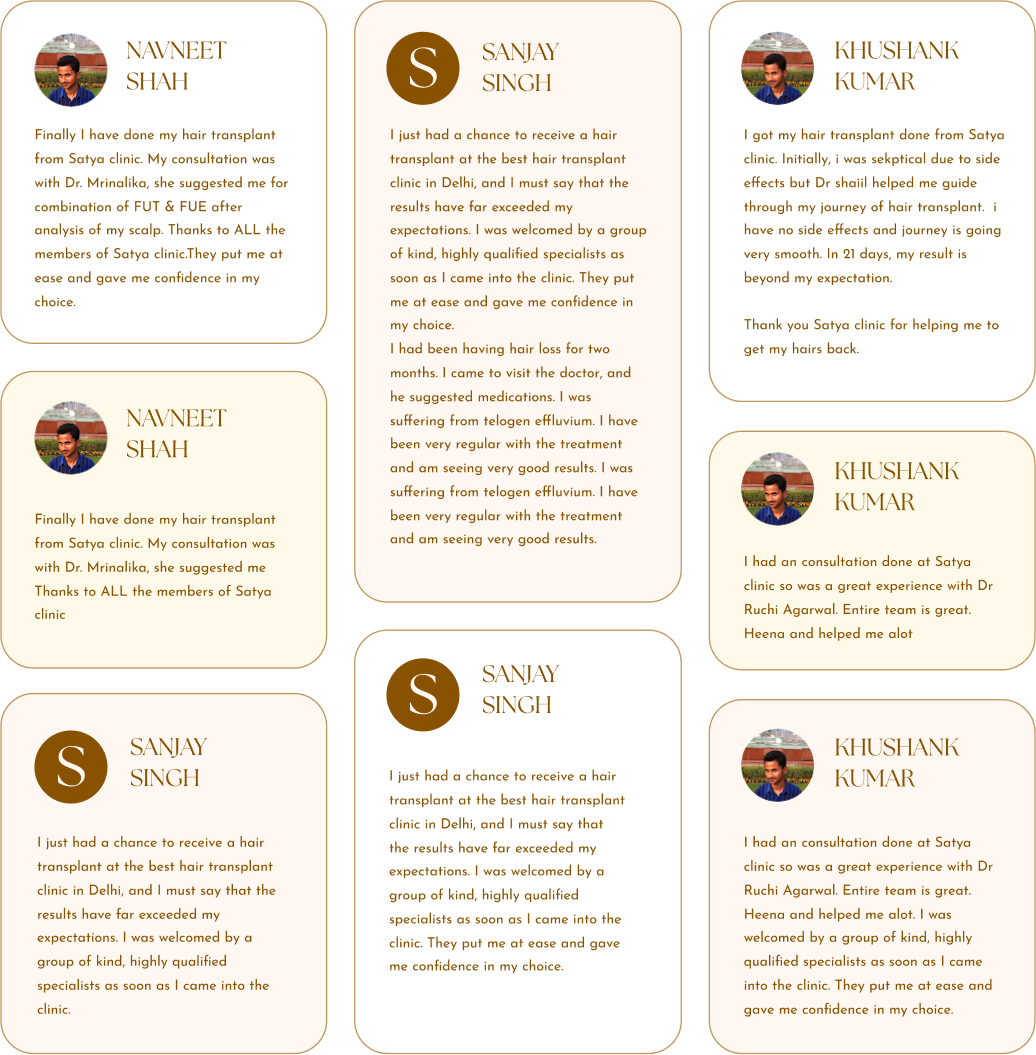 NAVNEET
SHAH
Finally I have done my hair transplant
from Satya clinic. My consultation was
with Dr. Mrinalika, she suggested me for
combination of FUT & FUE after
analysis of my scalp. Thanks to ALL the
members of Satya clinic.They put me at
ease and gave me confidence in my
choice.
NAVNEET
SHAH
Finally I have done my hair transplant
from Satya clinic. My consultation was
with Dr. Mrinalika, she suggested me
Thanks to ALL the members of Satya
clinic
S
SANJAY
SINGH
I just had a chance to receive a hair
transplant at the best hair transplant
clinic in Delhi, and I must say that the
results have far exceeded my
expectations. I was welcomed by a
group of kind, highly qualified
specialists as soon as I came into the
clinic.
S
SANJAY
SINGH
I just had a chance to receive a hair
transplant at the best hair transplant
clinic in Delhi, and I must say that the
results have far exceeded my
expectations. I was welcomed by a group
of kind, highly qualified specialists as
soon as I came into the clinic. They put
me at ease and gave me confidence in
my choice.
I had been having hair loss for two
months. I came to visit the doctor, and
he suggested medications. I was
suffering from telogen effluvium. I have
been very regular with the treatment
and am seeing very good results. I was
suffering from telogen effluvium. I have
been very regular with the treatment
and am seeing very good results.
S
SANJAY
SINGH
I just had a chance to receive a hair
transplant at the best hair transplant
clinic in Delhi, and I must say that
the results have far exceeded my
expectations. I was welcomed by a
group of kind, highly qualified
specialists as soon as I came into the
clinic. They put me at ease and gave
me confidence in my choice.
KHUSHANK
KUMAR
I got my hair transplant done from Satya
clinic. Initially, i was sekptical due to side
effects but Dr shaiil helped me guide
through my journey of hair transplant.  i
have no side effects and journey is going
very smooth. In 21 days, my result is
beyond my expectation.
Thank you Satya clinic for helping me to
get my hairs back.
KHUSHANK
KUMAR
I had an consultation done at Satya
clinic so was a great experience with Dr
Ruchi Agarwal. Entire team is great.
Heena and helped me alot
KHUSHANK
KUMAR
I had an consultation done at Satya
clinic so was a great experience with Dr
Ruchi Agarwal. Entire team is great.
Heena and helped me alot. I was
welcomed by a group of kind, highly
qualified specialists as soon as I came
into the clinic. They put me at ease and
gave me confidence in my choice.